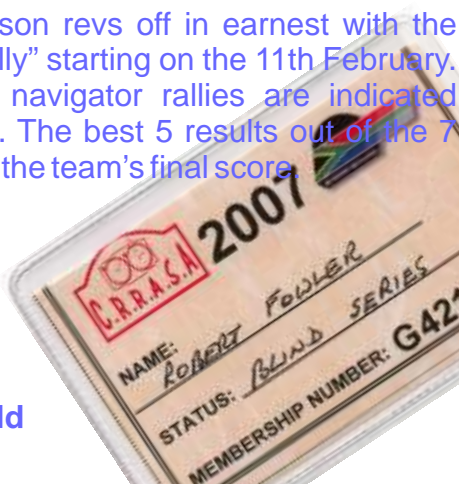 son revs off in earnest with the
lly” starting on the 11th February.
navigator rallies are indicated
. The best 5 results out of the 7
the team’s final score.
C.R.R.A.S.A
2007
NAME: ROBERT FOWLER
STATUS: BLIND SERIES
MEMBERSHIP NUMBER: G421
ld